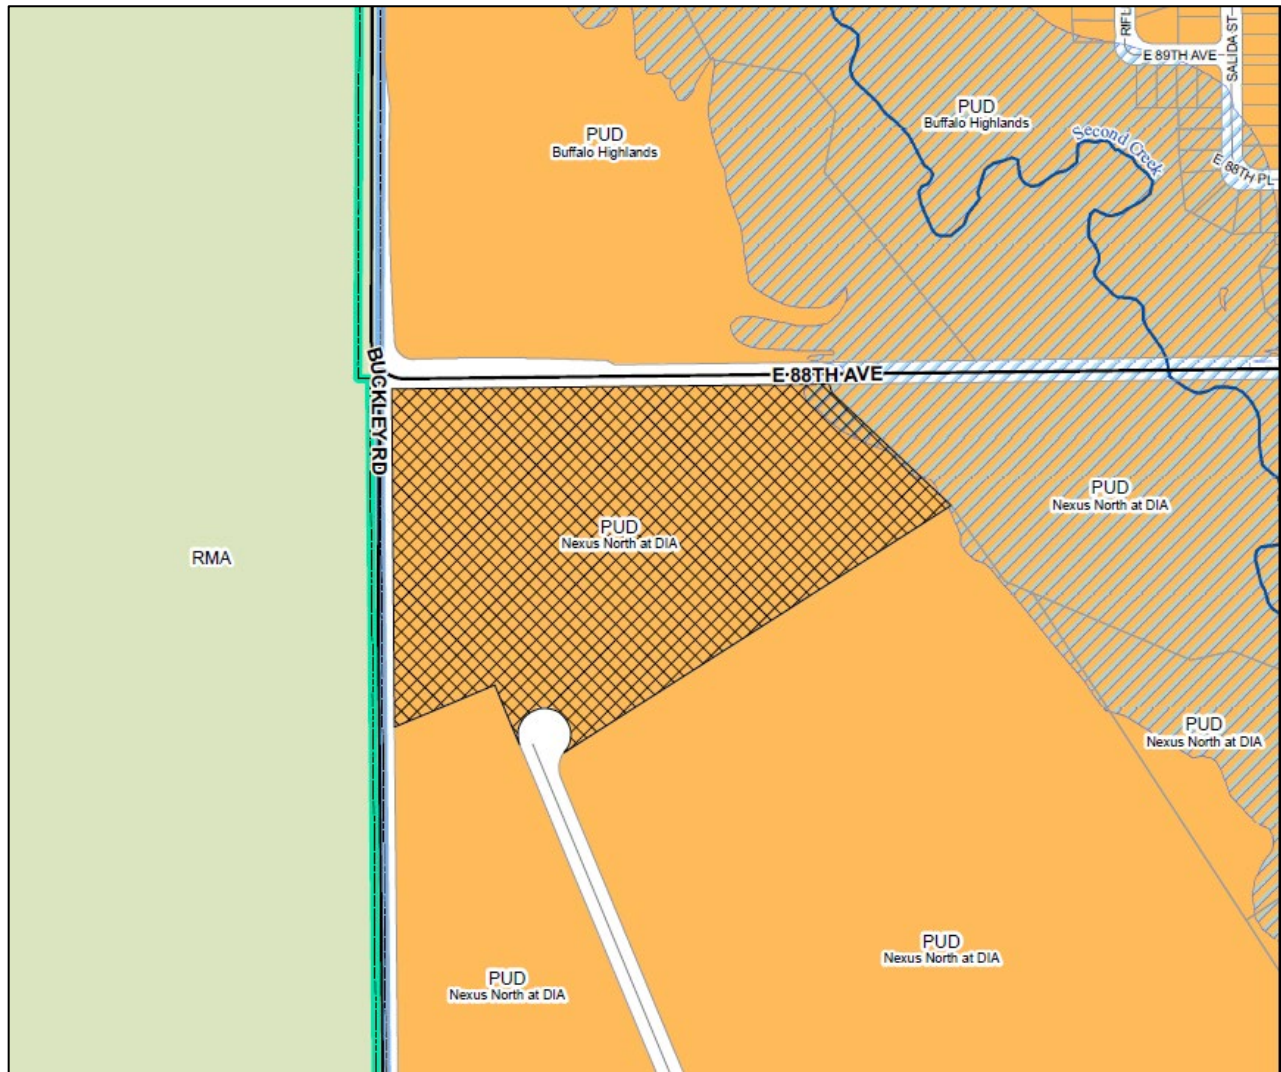 RIFL
E 89TH AVE
SALIDA ST
PUD
Buffalo Highlands
PUD
Buffalo Highlands
Second Creek
E 88TH PL
E 88TH AVE
BUCKLEY RD
PUD
Nexus North at DIA
PUD
Nexus North at DIA
RMA
PUD
Nexus North at DIA
PUD
Nexus North at DIA
PUD
Nexus North at DIA